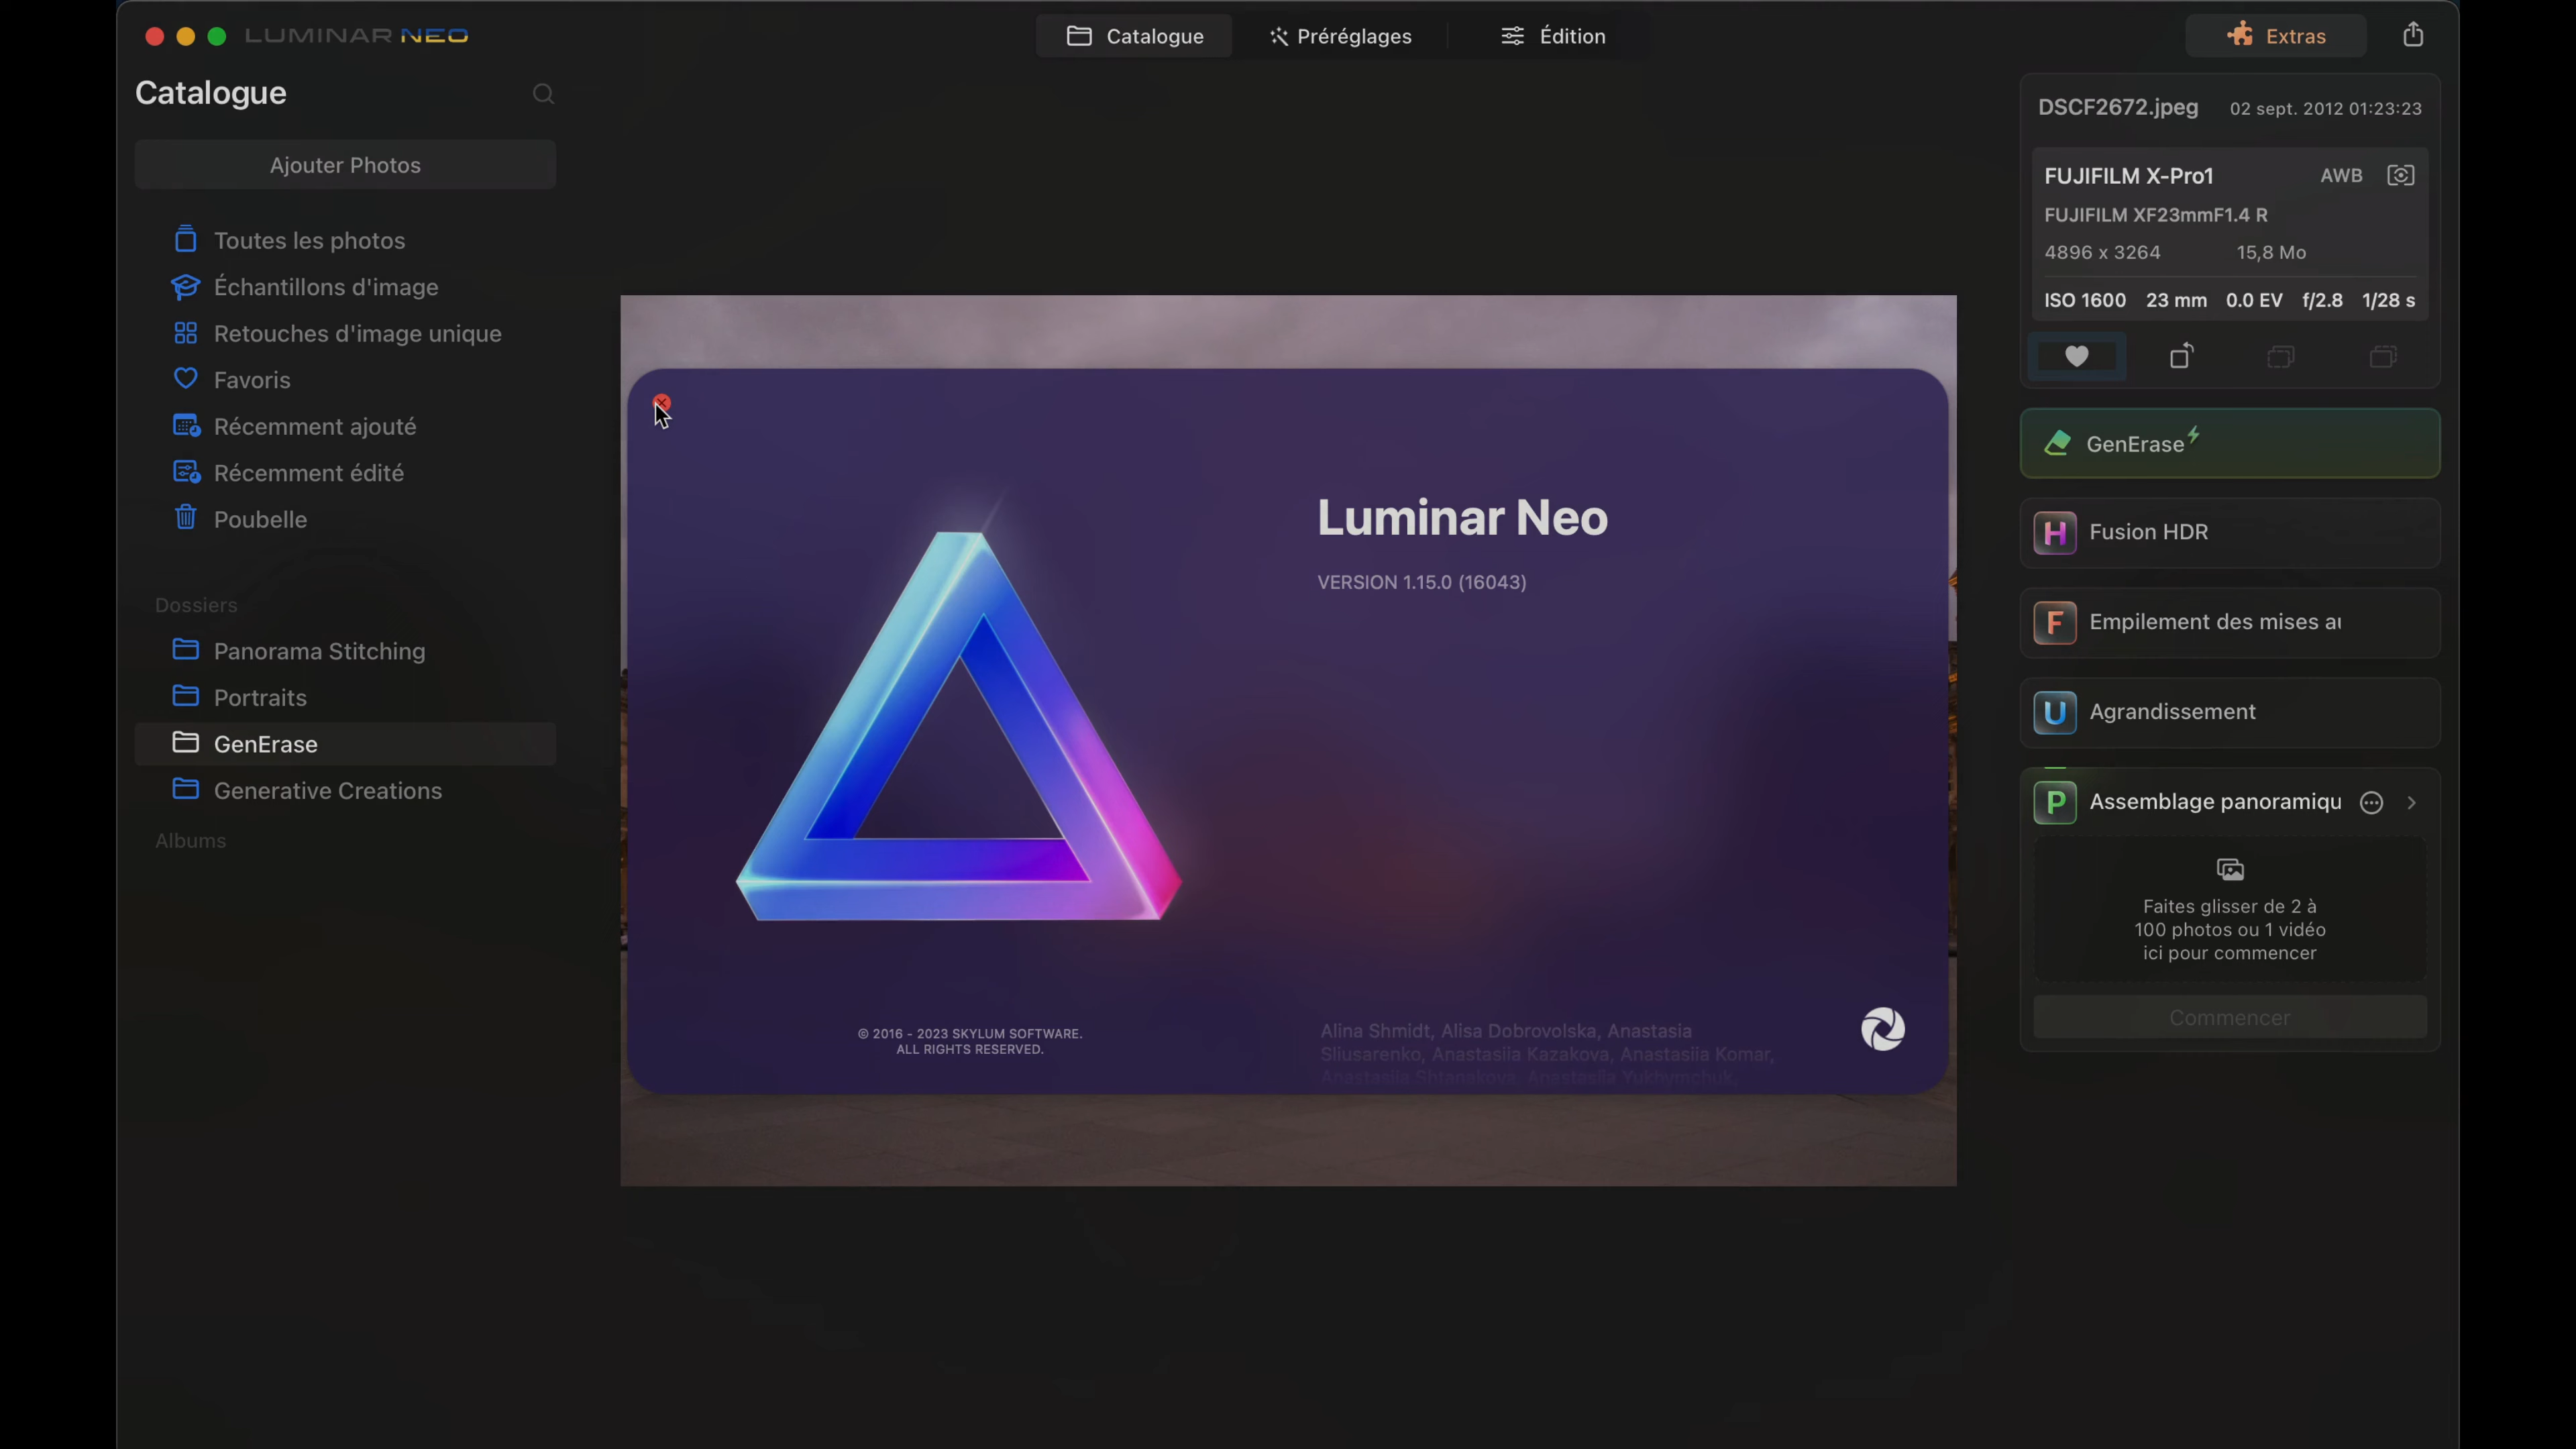 LUMINAR NEO
Catalogue
Préréglages
Édition
Extras
Catalogue
Ajouter Photos
Toutes les photos
Échantillons d'image
Retouches d'image unique
Favoris
Récemment ajouté
Récemment édité
Poubelle
Dossiers
Panorama Stitching
Portraits
GenErase
Generative Creations
Albums
Luminar Neo
VERSION 1.15.0 (16043)
© 2016 - 2023 SKYLUM SOFTWARE.
ALL RIGHTS RESERVED.
Alina Shmidt, Alisa Dobrovolska, Anastasia
Sliusarenko, Anastasiia Kazakova, Anastasiia Komar,
Anastasiia Shtanakova, Anastasiia Yukhymchuk,
DSCF2672.jpeg 02 sept. 2012 01:23:23
FUJIFILM X-Pro1 AWB
FUJIFILM XF23mmF1.4 R
4896 x 3264 15,8 Mo
ISO 1600 23 mm 0.0 EV f/2.8 1/28 s
GenErase
H Fusion HDR
F Empilement des mises au
U Agrandissement
P Assemblage panoramiqu
Faites glisser de 2 à
100 photos ou 1 vidéo
ici pour commencer
Commencer